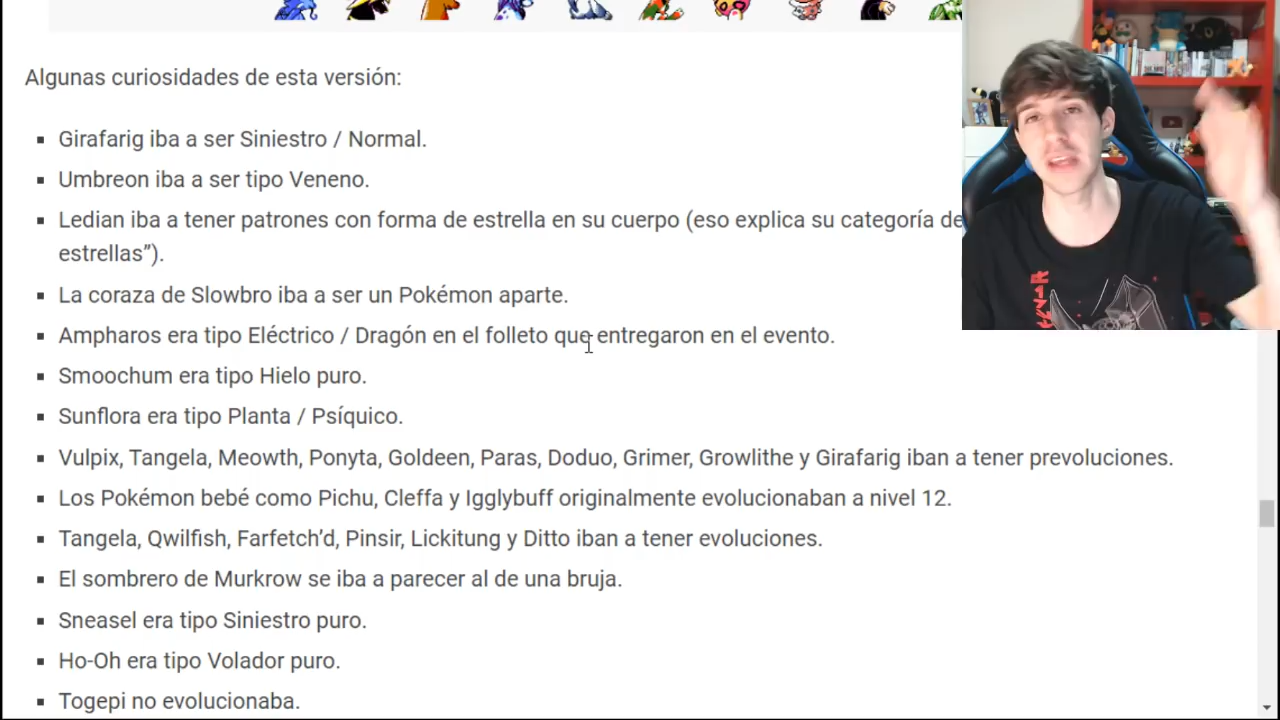 Algunas curiosidades de esta versión:
▪ Girafarig iba a ser Siniestro / Normal.
▪ Umbreon iba a ser tipo Veneno.
▪ Ledian iba a tener patrones con forma de estrella en su cuerpo (eso explica su categoría de
estrellas”).
▪ La coraza de Slowbro iba a ser un Pokémon aparte.
▪ Ampharos era tipo Eléctrico / Dragón en el folleto que entregaron en el evento.
▪ Smoochum era tipo Hielo puro.
▪ Sunflora era tipo Planta / Psíquico.
▪ Vulpix, Tangela, Meowth, Ponyta, Goldeen, Paras, Doduo, Grimer, Growlithe y Girafarig iban a tener prevoluciones.
▪ Los Pokémon bebé como Pichu, Cleffa y Igglybuff originalmente evolucionaban a nivel 12.
▪ Tangela, Qwilfish, Farfetch’d, Pinsir, Lickitung y Ditto iban a tener evoluciones.
▪ El sombrero de Murkrow se iba a parecer al de una bruja.
▪ Sneasel era tipo Siniestro puro.
▪ Ho-Oh era tipo Volador puro.
▪ Togepi no evolucionaba.